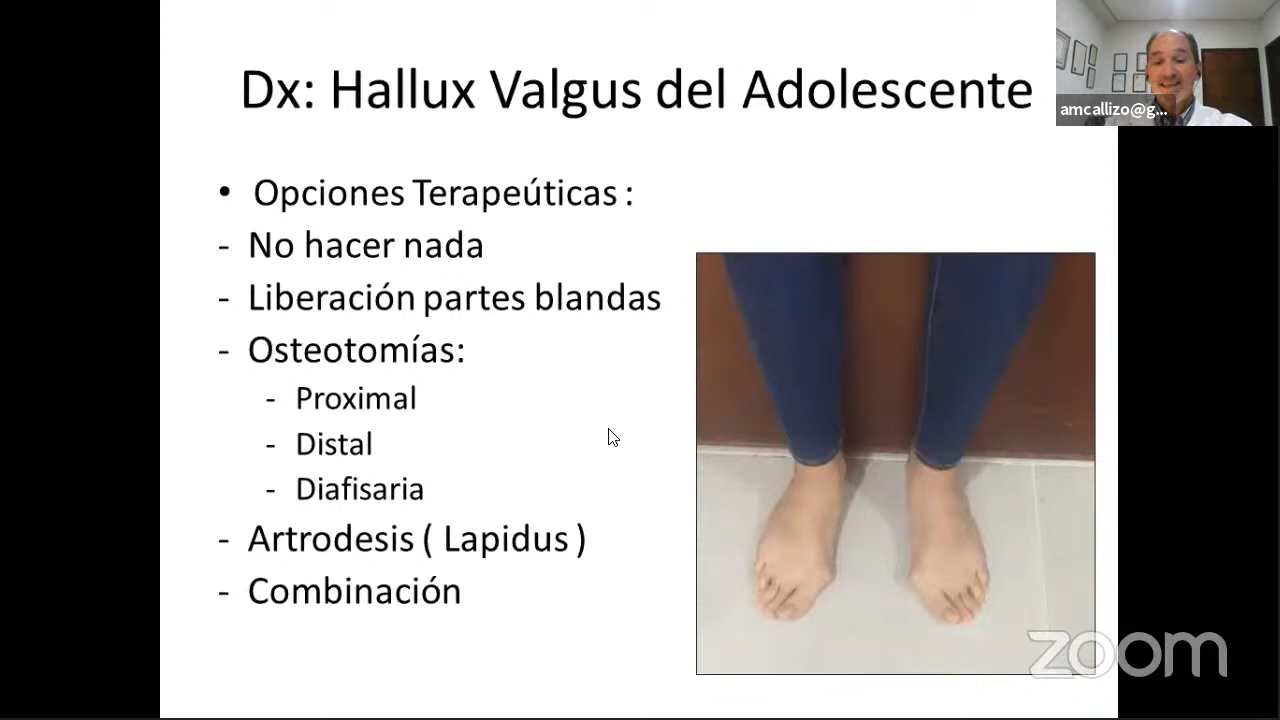 Dx: Hallux Valgus del Adolescente
amcallizo@g...
• Opciones Terapeúticas :
- No hacer nada
- Liberación partes blandas
- Osteotomías:
- Proximal
- Distal
- Diafisaria
- Artrodesis ( Lapidus )
- Combinación
zoom